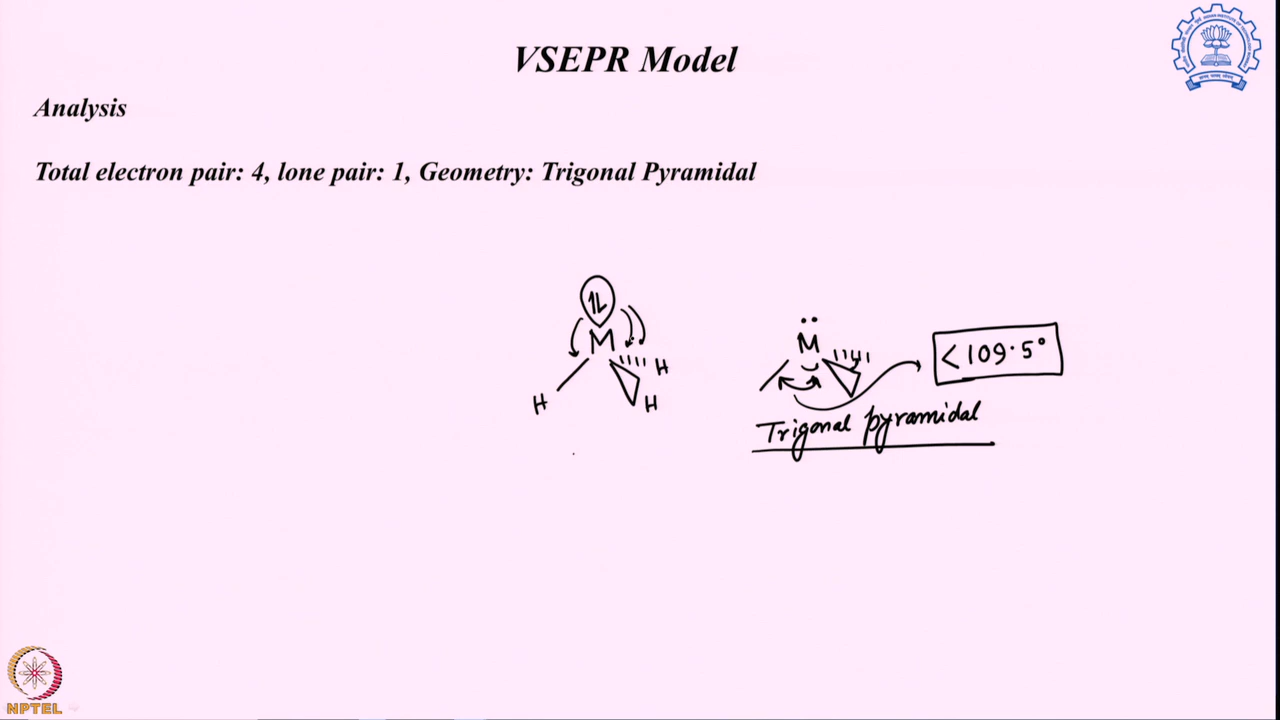 VSEPR Model
Analysis
Total electron pair: 4, lone pair: 1, Geometry: Trigonal Pyramidal
1L
M
H
H
H
M
<109.5°
Trigonal pyramidal
NPTEL